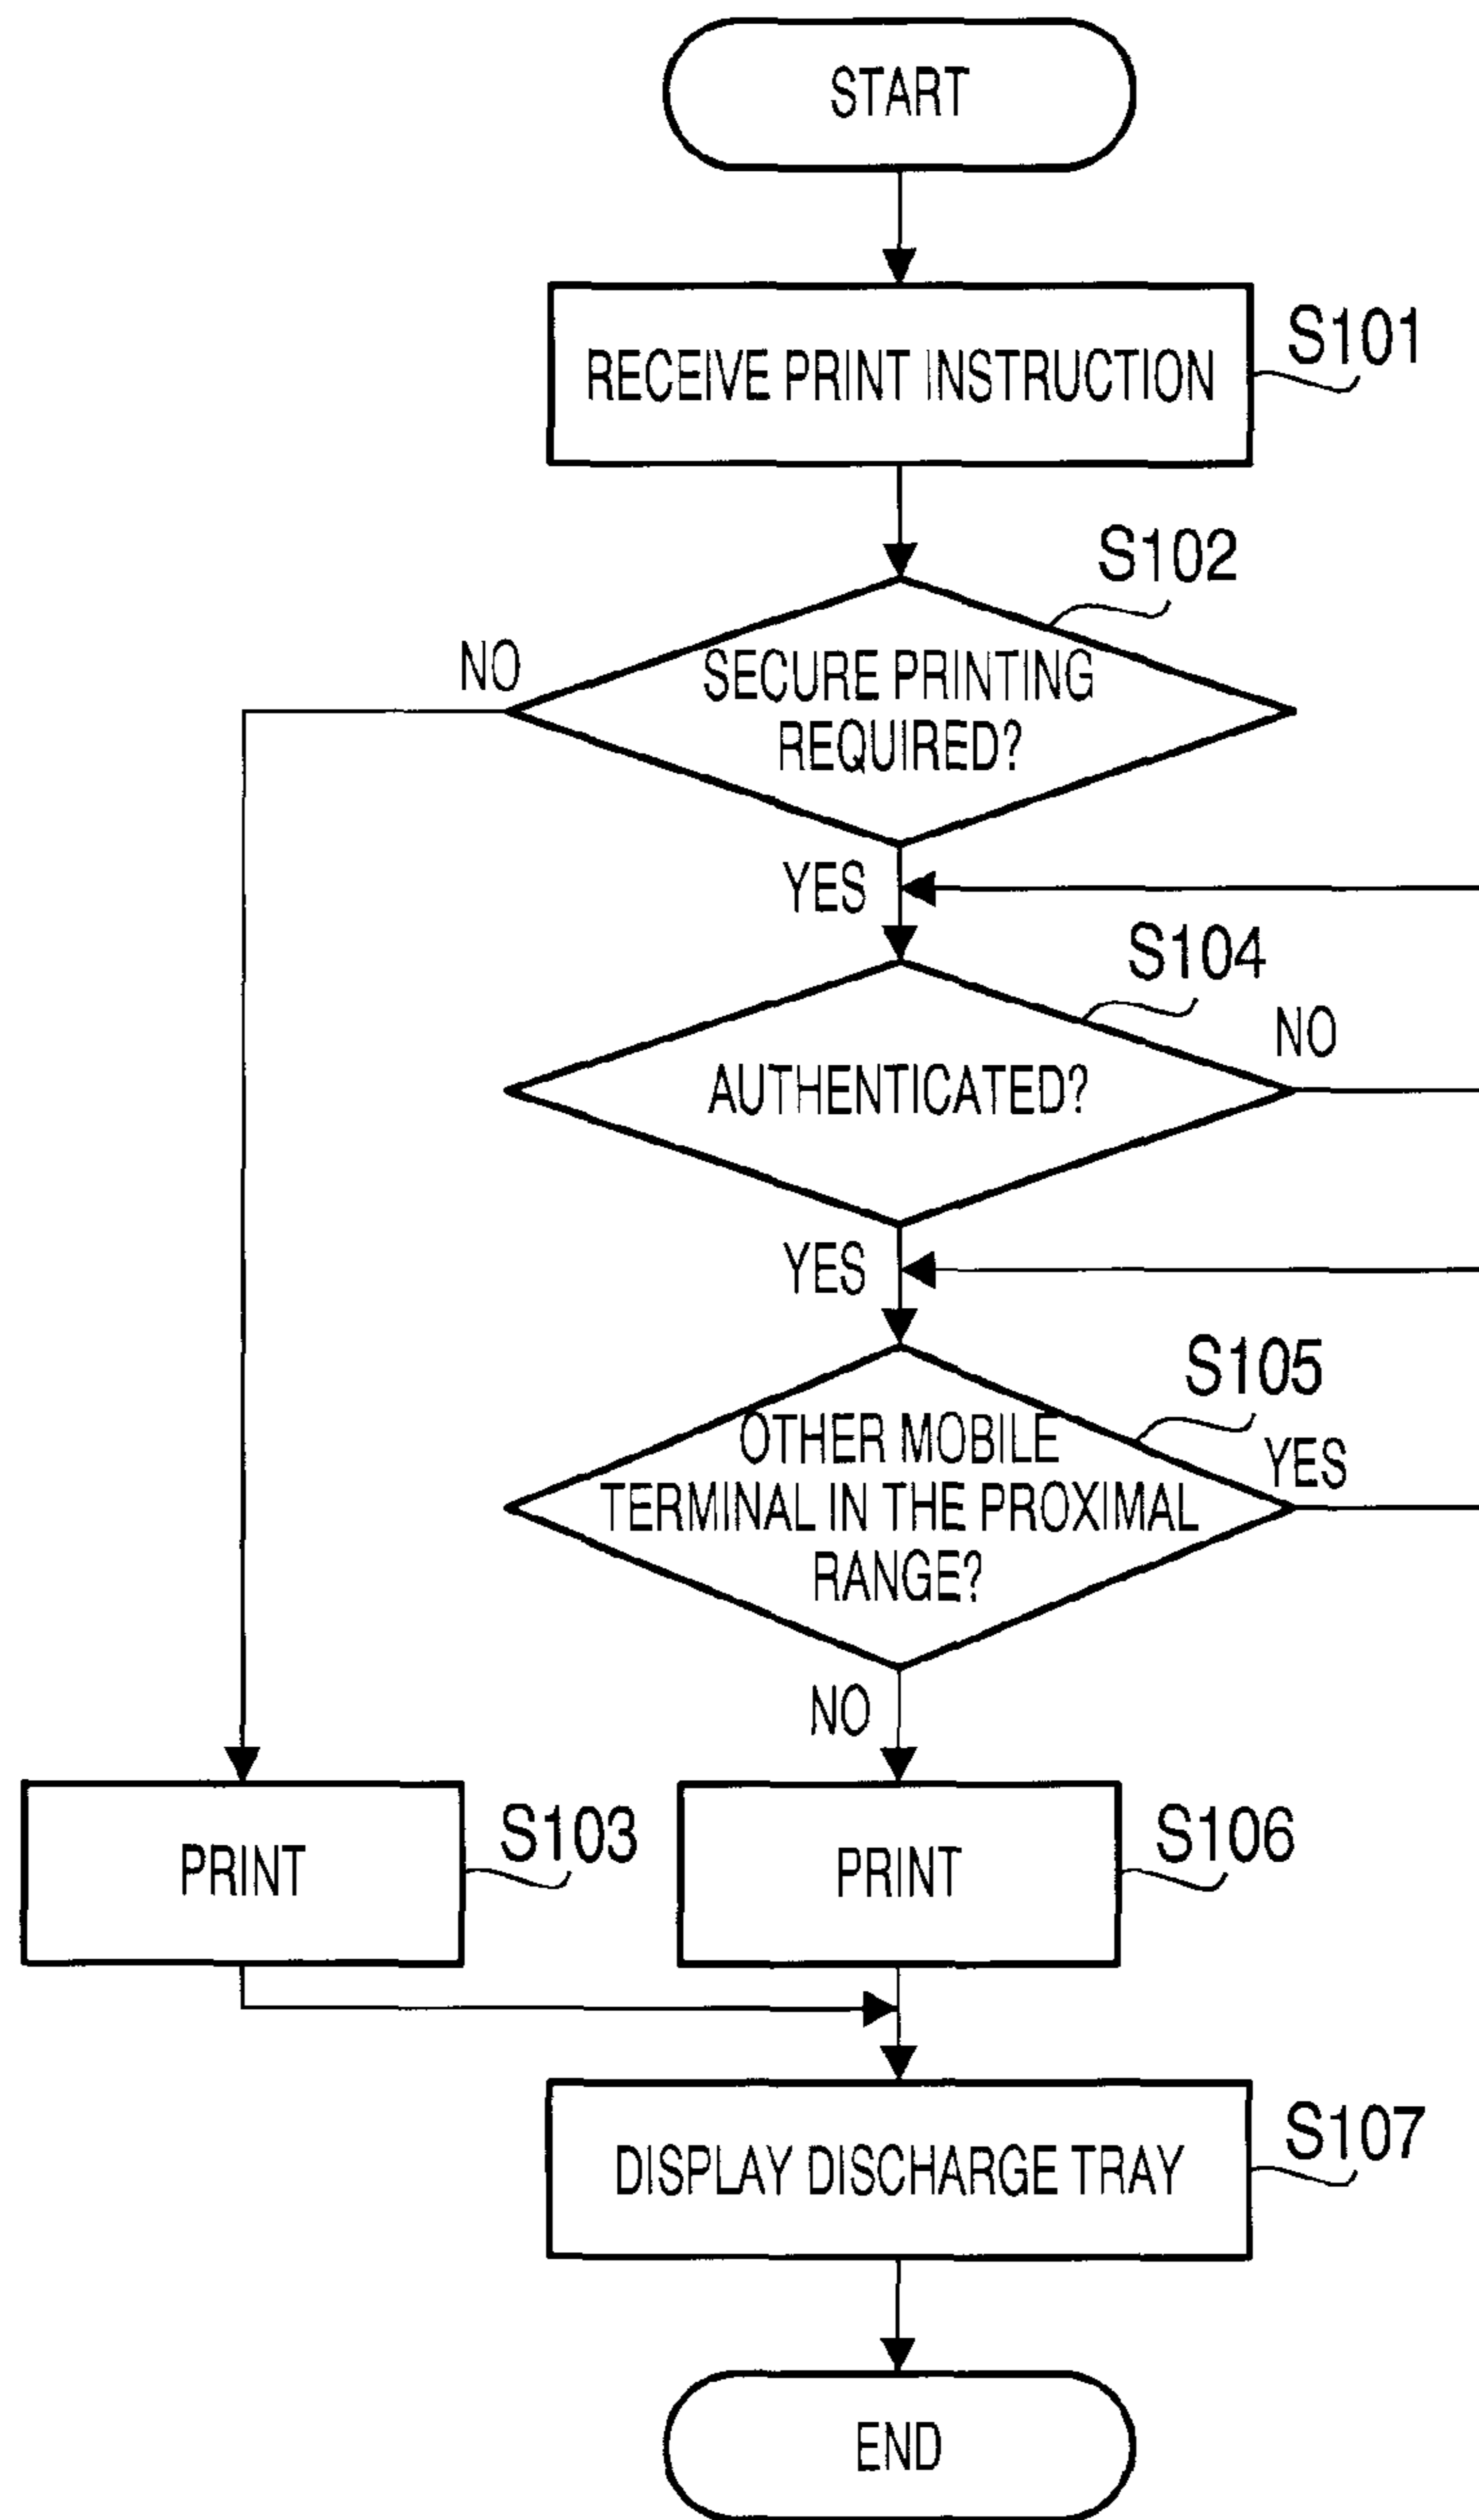 START
RECEIVE PRINT INSTRUCTION
S101
S102
NO
SECURE PRINTING
REQUIRED?
YES
S104
NO
AUTHENTICATED?
YES
S105
OTHER MOBILE
YES
TERMINAL IN THE PROXIMAL
RANGE?
NO
PRINT
S103
PRINT
S106
DISPLAY DISCHARGE TRAY
S107
END